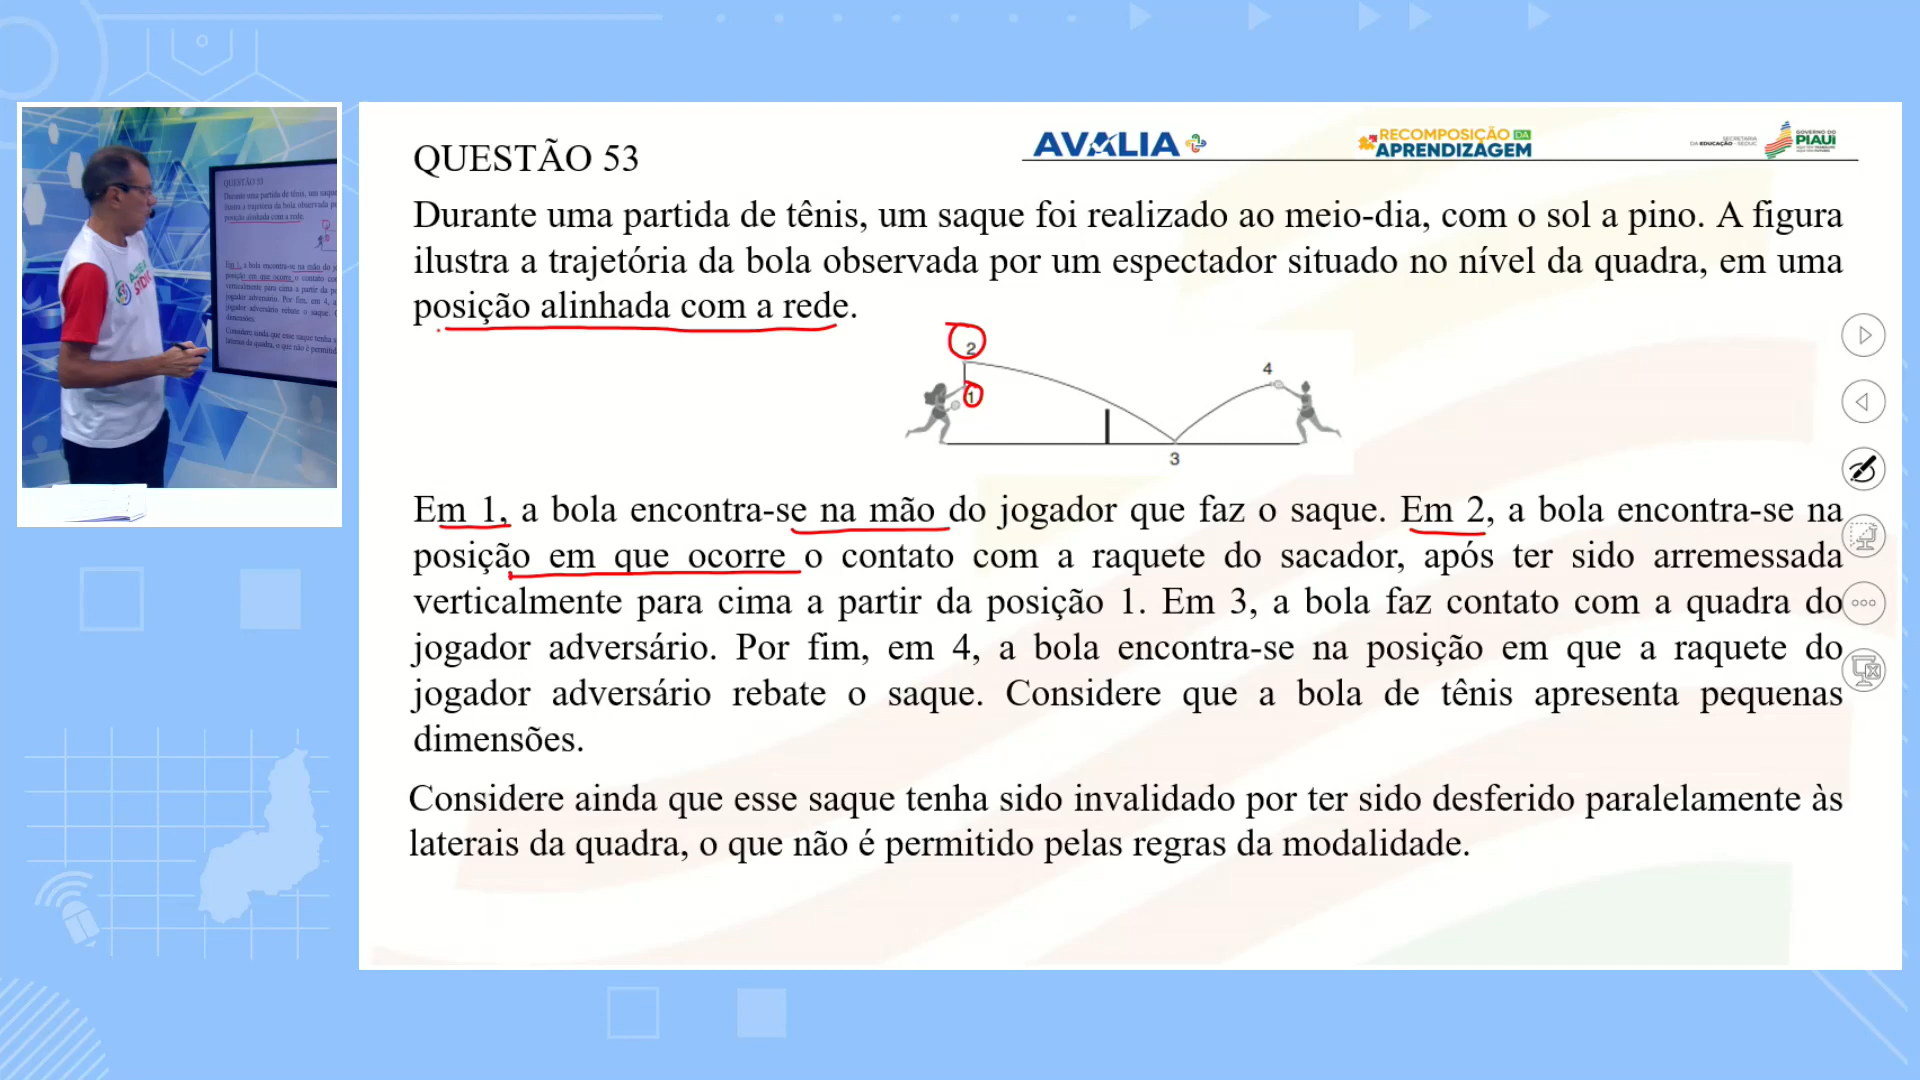 QUESTÃO 53
AVALIA
RECOMPOSIÇÃO DA
APRENDIZAGEM
SECRETARIA
DA EDUCAÇÃO - SEDUC
GOVERNO DO
PIAUÍ
Durante uma partida de tênis, um saque foi realizado ao meio-dia, com o sol a pino. A figura
ilustra a trajetória da bola observada por um espectador situado no nível da quadra, em uma
posição alinhada com a rede.
2
1
4
3
Em 1, a bola encontra-se na mão do jogador que faz o saque. Em 2, a bola encontra-se na
posição em que ocorre o contato com a raquete do sacador, após ter sido arremessada
verticalmente para cima a partir da posição 1. Em 3, a bola faz contato com a quadra do
jogador adversário. Por fim, em 4, a bola encontra-se na posição em que a raquete do
jogador adversário rebate o saque. Considere que a bola de tênis apresenta pequenas
dimensões.
Considere ainda que esse saque tenha sido invalidado por ter sido desferido paralelamente às
laterais da quadra, o que não é permitido pelas regras da modalidade.